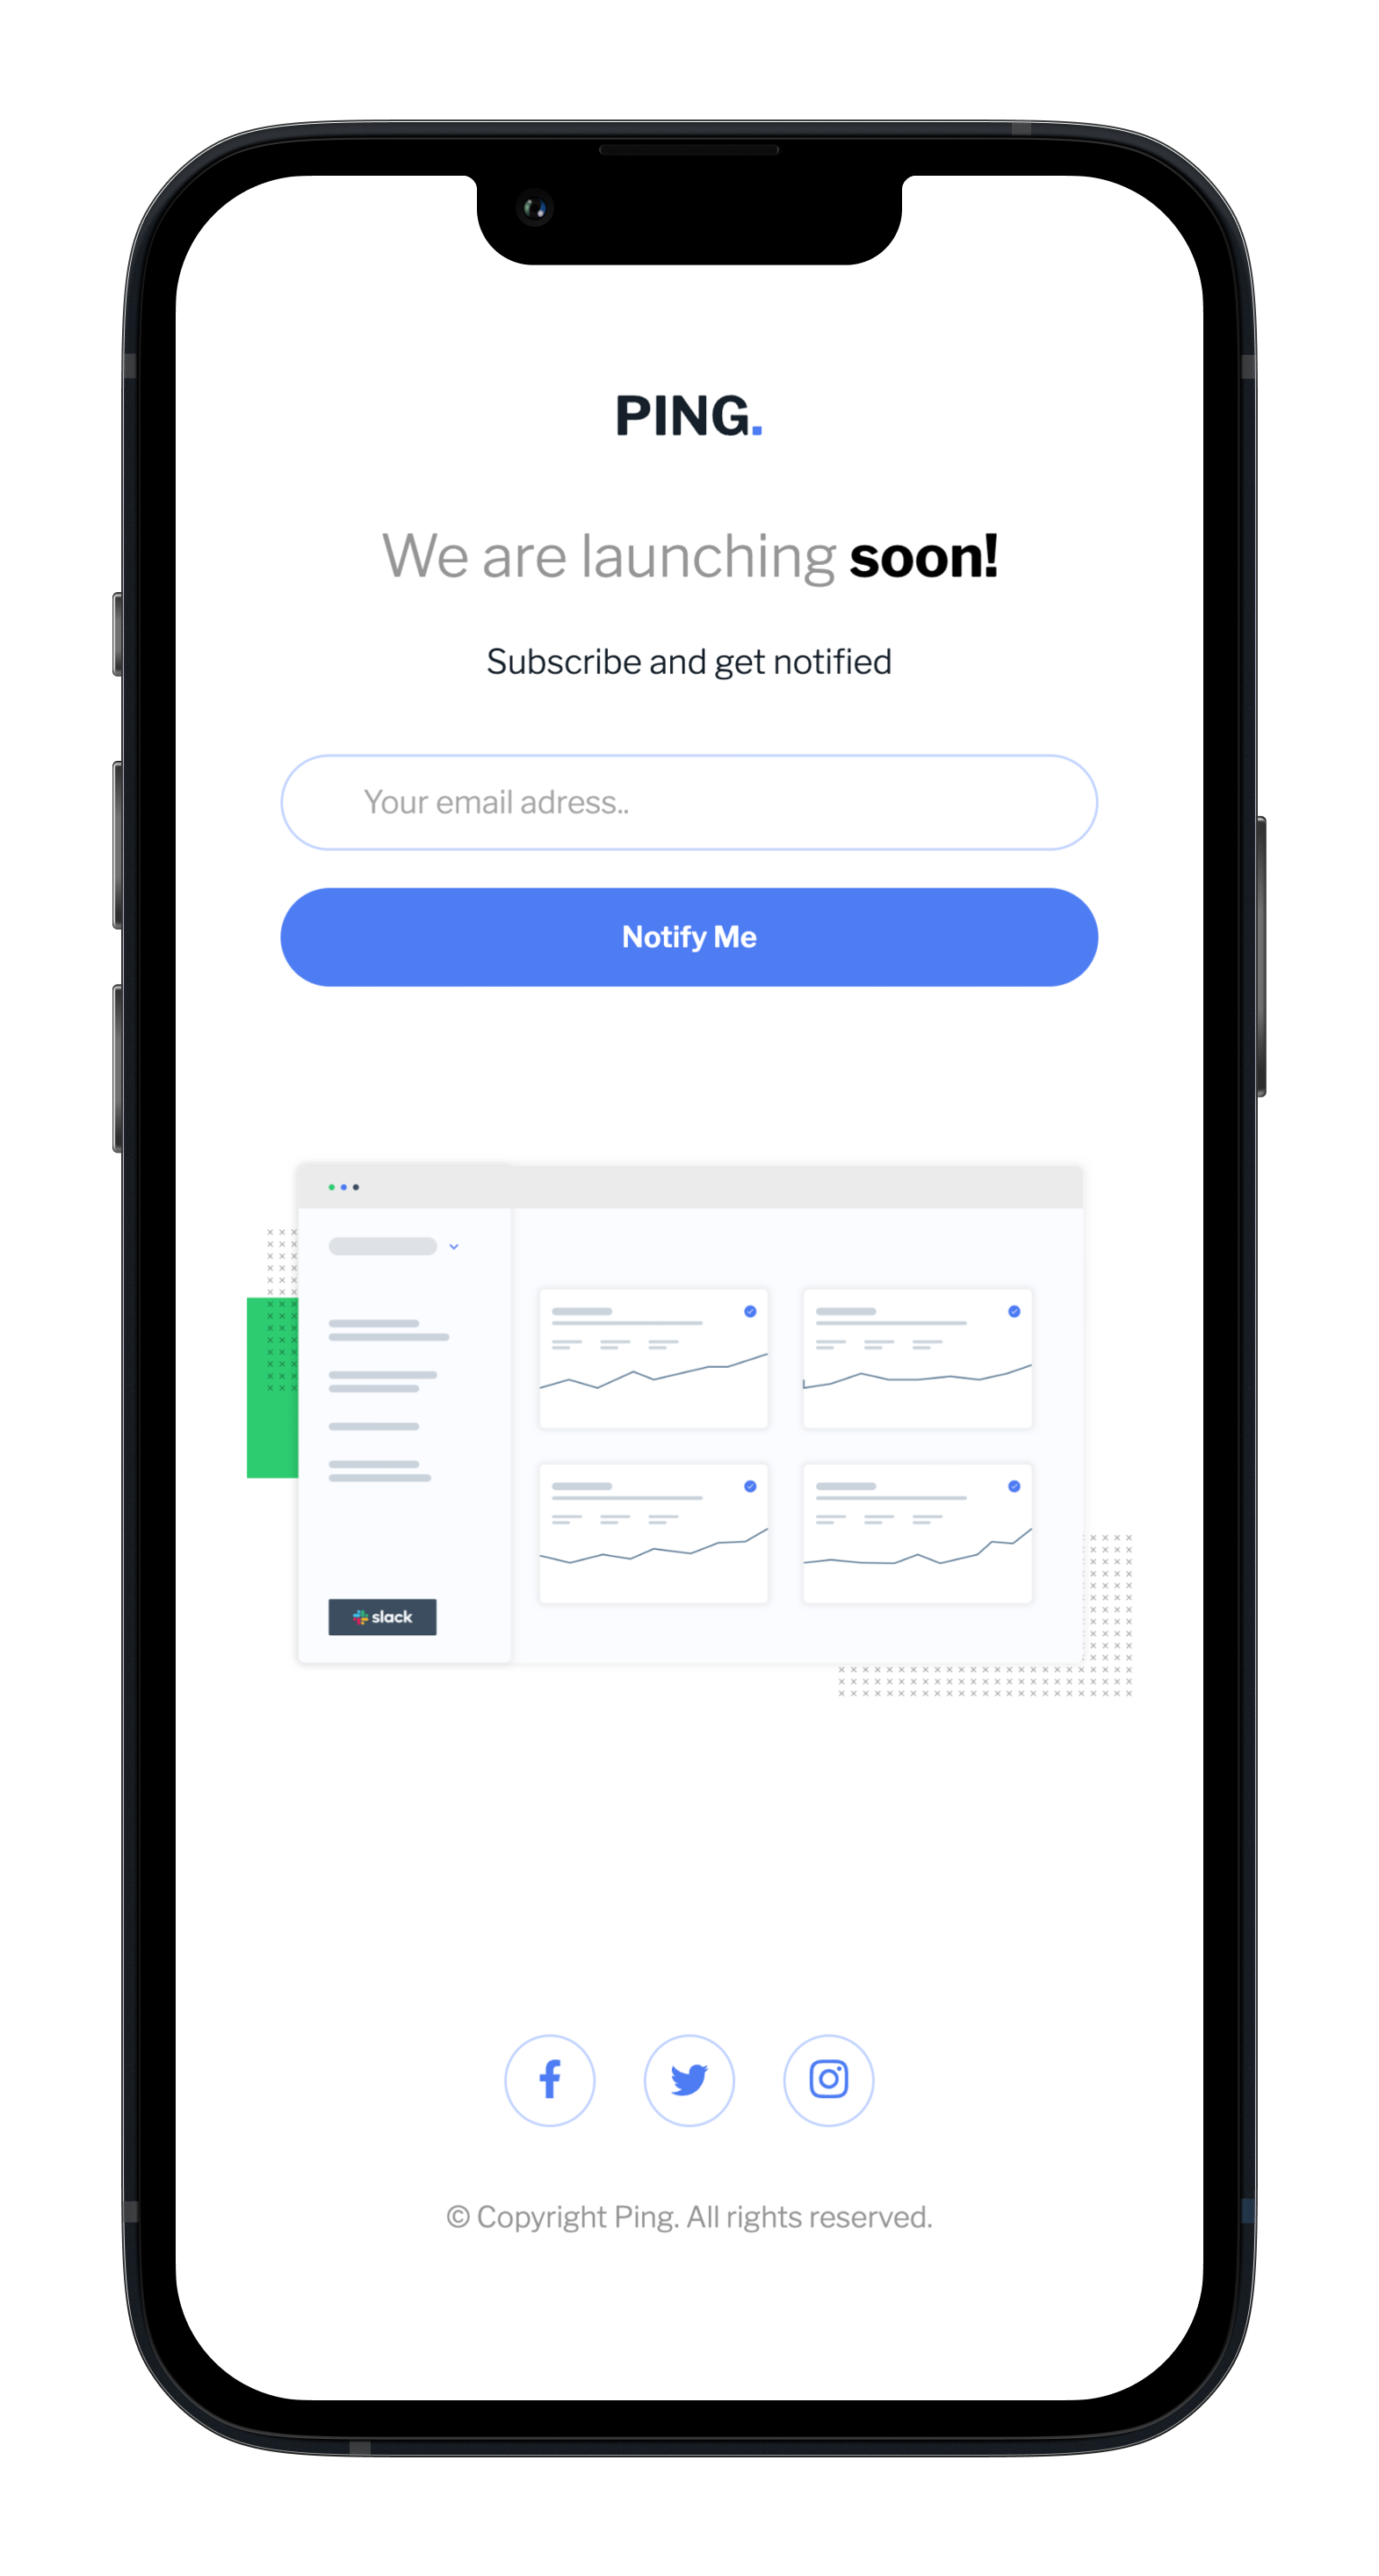 PING.
We are launching soon!
Subscribe and get notified
Your email adress..
Notify Me
slack
© Copyright Ping. All rights reserved.